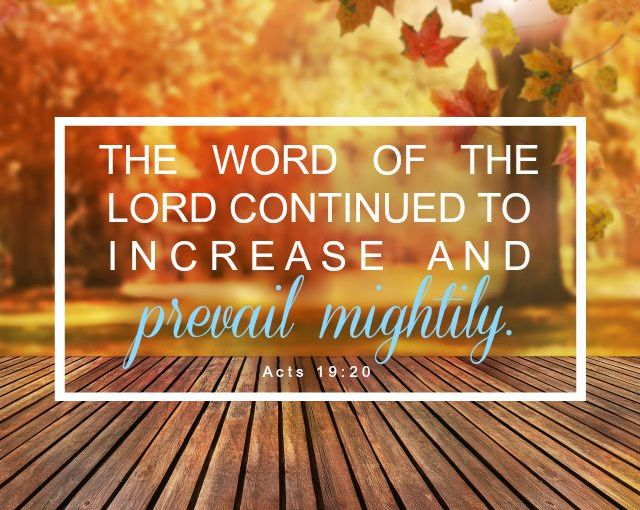 THE WORD OF THE
LORD CONTINUED TO
INCREASE AND
prevail mightily.
Acts 19:20